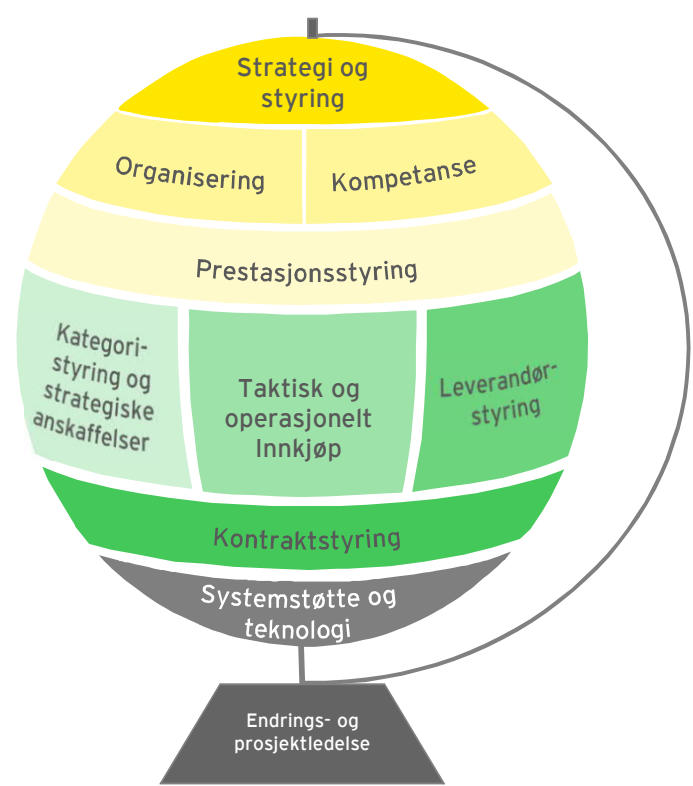 Strategi og
styring
Organisering
Kompetanse
Prestasjonsstyring
Kategori-
styring og
strategiske
anskaffelser
Taktisk og
operasjonelt
Innkjøp
Leverandør-
styring
Kontraktstyring
Systemstøtte og
teknologi
Endrings- og
prosjektledelse